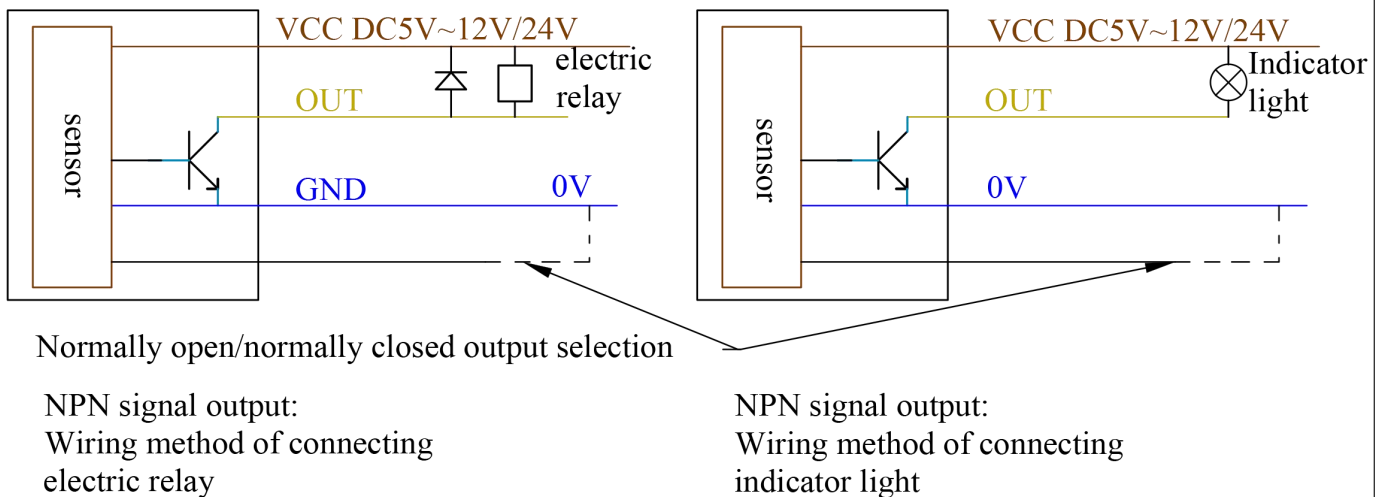 VCC DC5V~12V/24V
electric
relay
OUT
sensor
GND
0V
VCC DC5V~12V/24V
Indicator
light
OUT
sensor
0V
Normally open/normally closed output selection
NPN signal output:
Wiring method of connecting
electric relay
NPN signal output:
Wiring method of connecting
indicator light